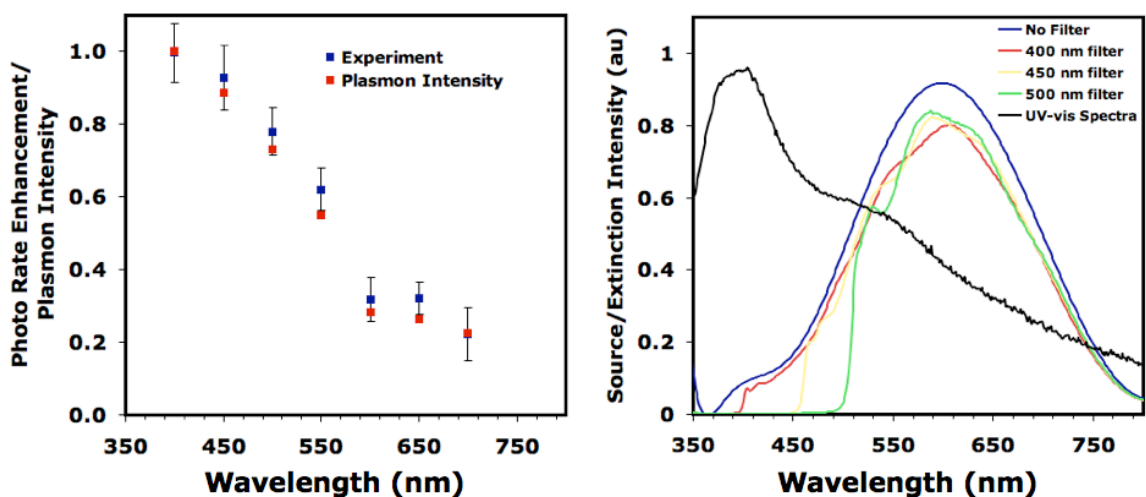 Photo Rate Enhancement/
Plasmon Intensity
1.0
0.8
0.6
0.4
0.2
0.0
Experiment
Plasmon Intensity
350
450
550
650
750
Wavelength (nm)
Source/Extinction Intensity (au)
1
0.8
0.6
0.4
0.2
0
No Filter
400 nm filter
450 nm filter
500 nm filter
UV-vis Spectra
350
450
550
650
750
Wavelength (nm)